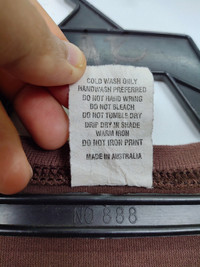 COLD WASH ONLY
HANDWASH PREFERRED
DO NOT HARD WRING
DO NOT BLEACH
DO NOT TUMBLE DRY
DRIP DRY IN SHADE
WARM IRON
DO NOT IRON PRINT
MADE IN AUSTRALIA
NO 888